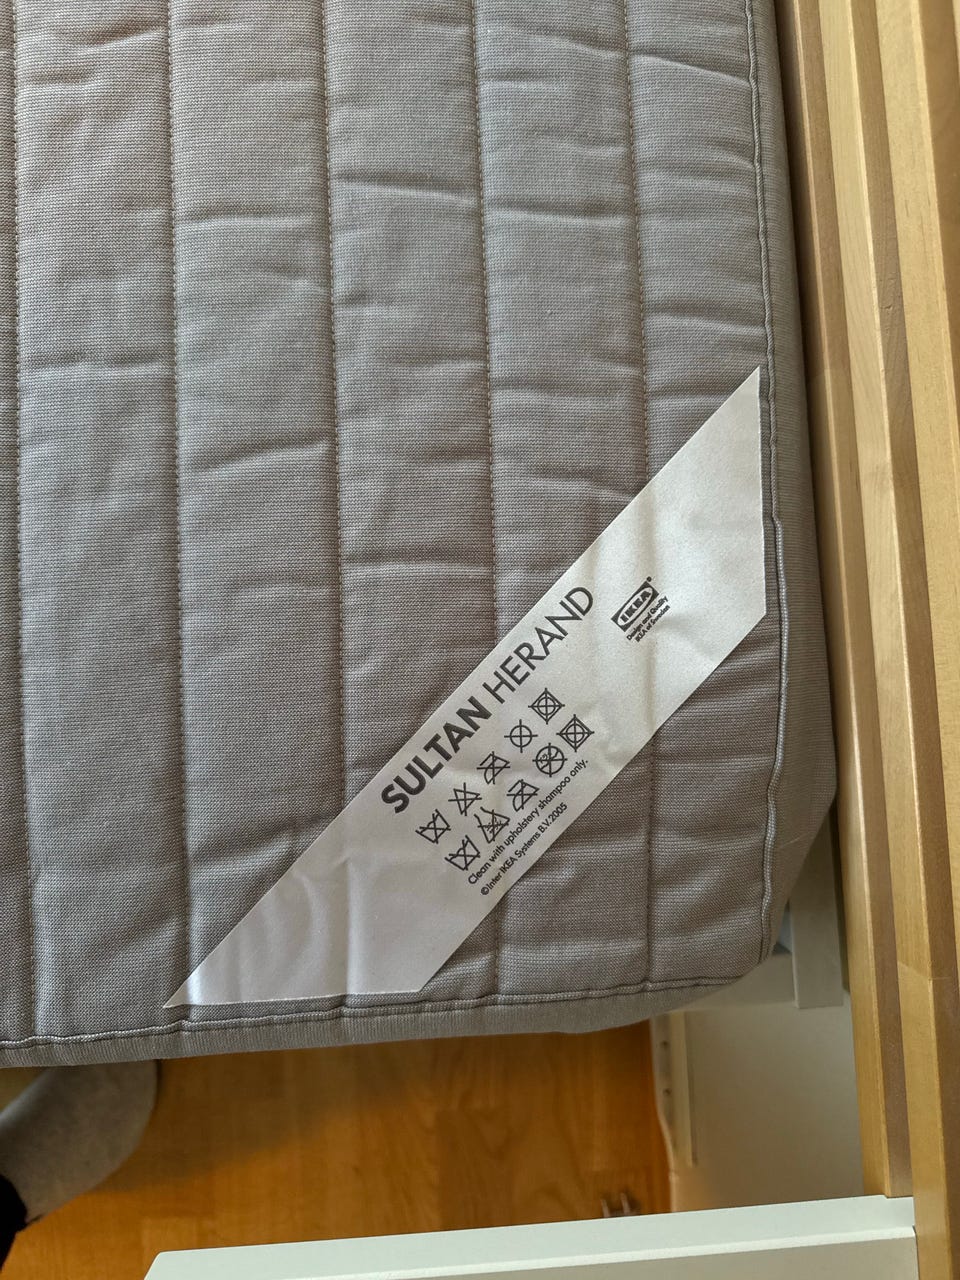 SULTAN HERAND
IKEA®
Design and Quality
IKEA of Sweden
Clean with upholstery shampoo only.
©Inter IKEA Systems B.V. 2005